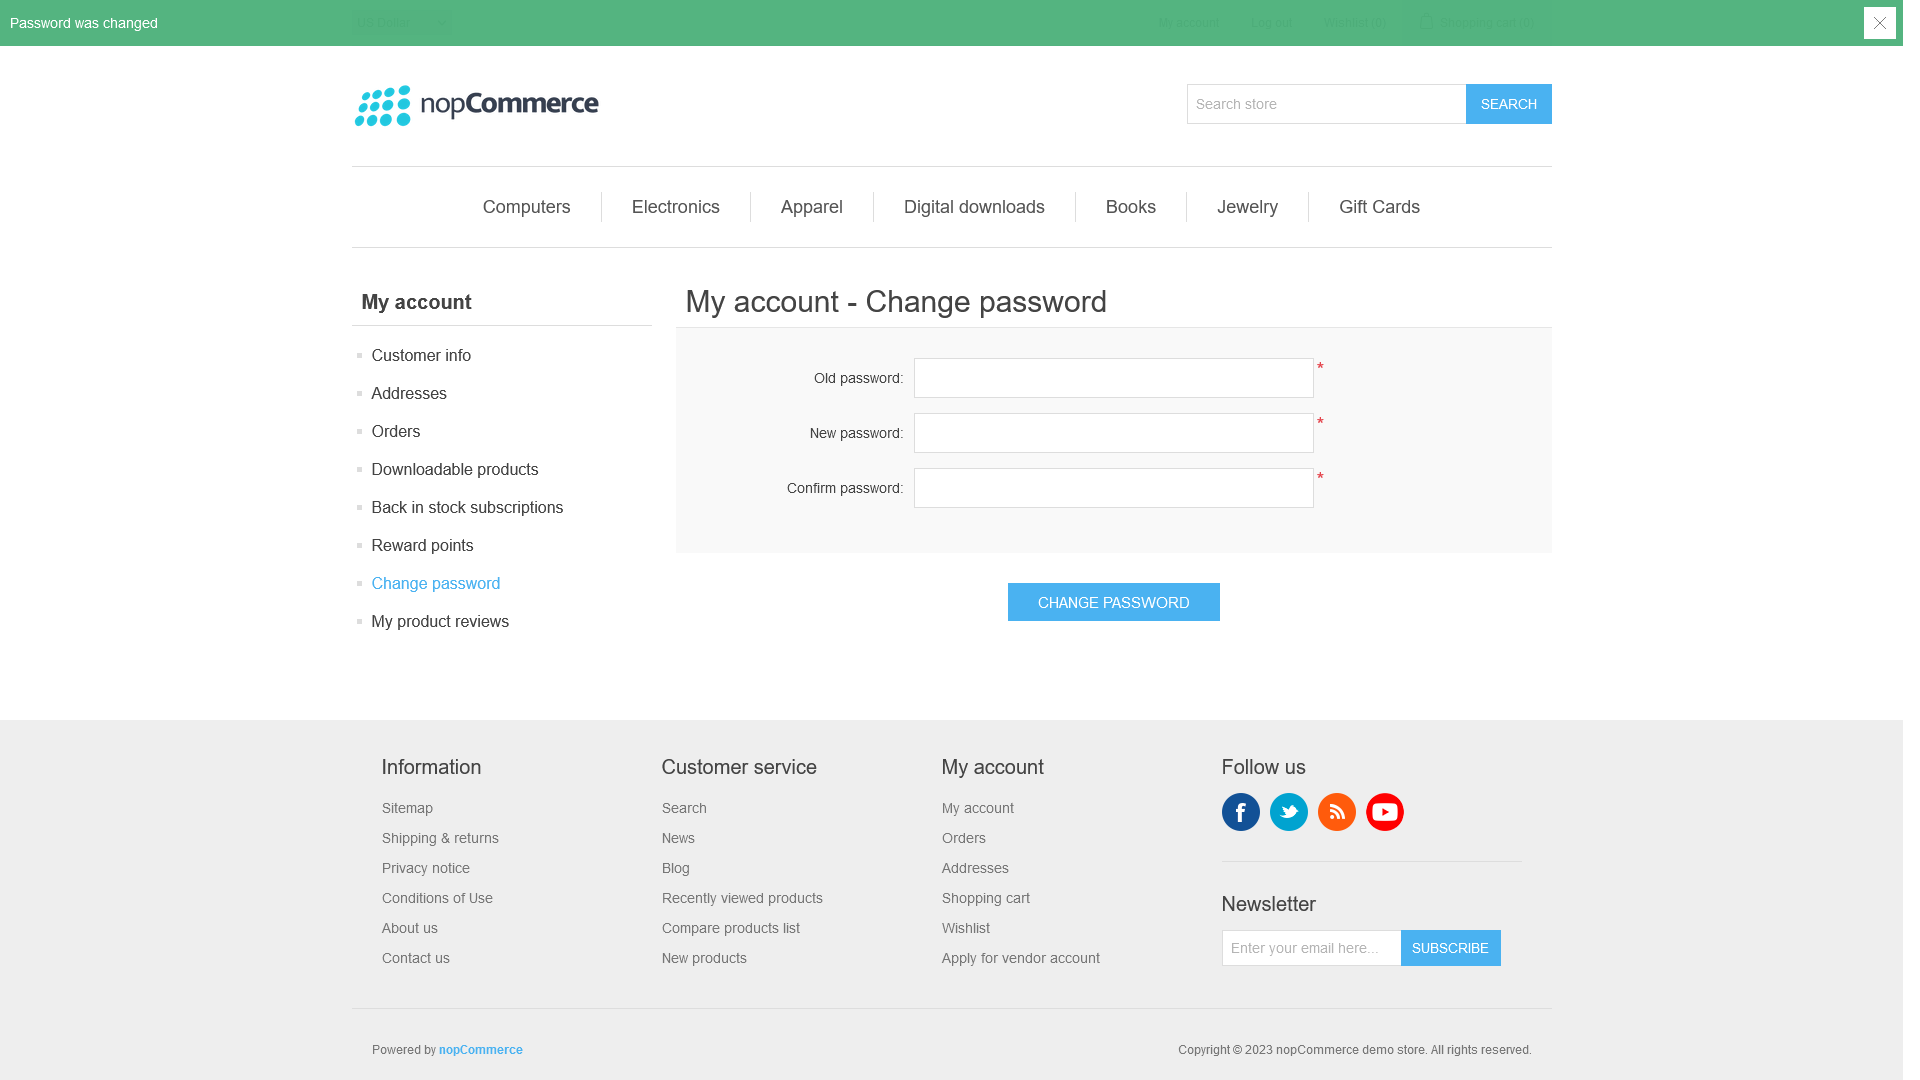 Password was changed
My account
Log out
Wishlist (0)
Shopping cart (0)
nopCommerce
Search store
SEARCH
Computers
Electronics
Apparel
Digital downloads
Books
Jewelry
Gift Cards
My account
Customer info
Addresses
Orders
Downloadable products
Back in stock subscriptions
Reward points
Change password
My product reviews
My account - Change password
Old password: *
New password: *
Confirm password: *
CHANGE PASSWORD
Information
Sitemap
Shipping & returns
Privacy notice
Conditions of Use
About us
Contact us
Customer service
Search
News
Blog
Recently viewed products
Compare products list
New products
My account
My account
Orders
Addresses
Shopping cart
Wishlist
Apply for vendor account
Follow us
Newsletter
Enter your email here...
SUBSCRIBE
Powered by nopCommerce
Copyright © 2023 nopCommerce demo store. All rights reserved.